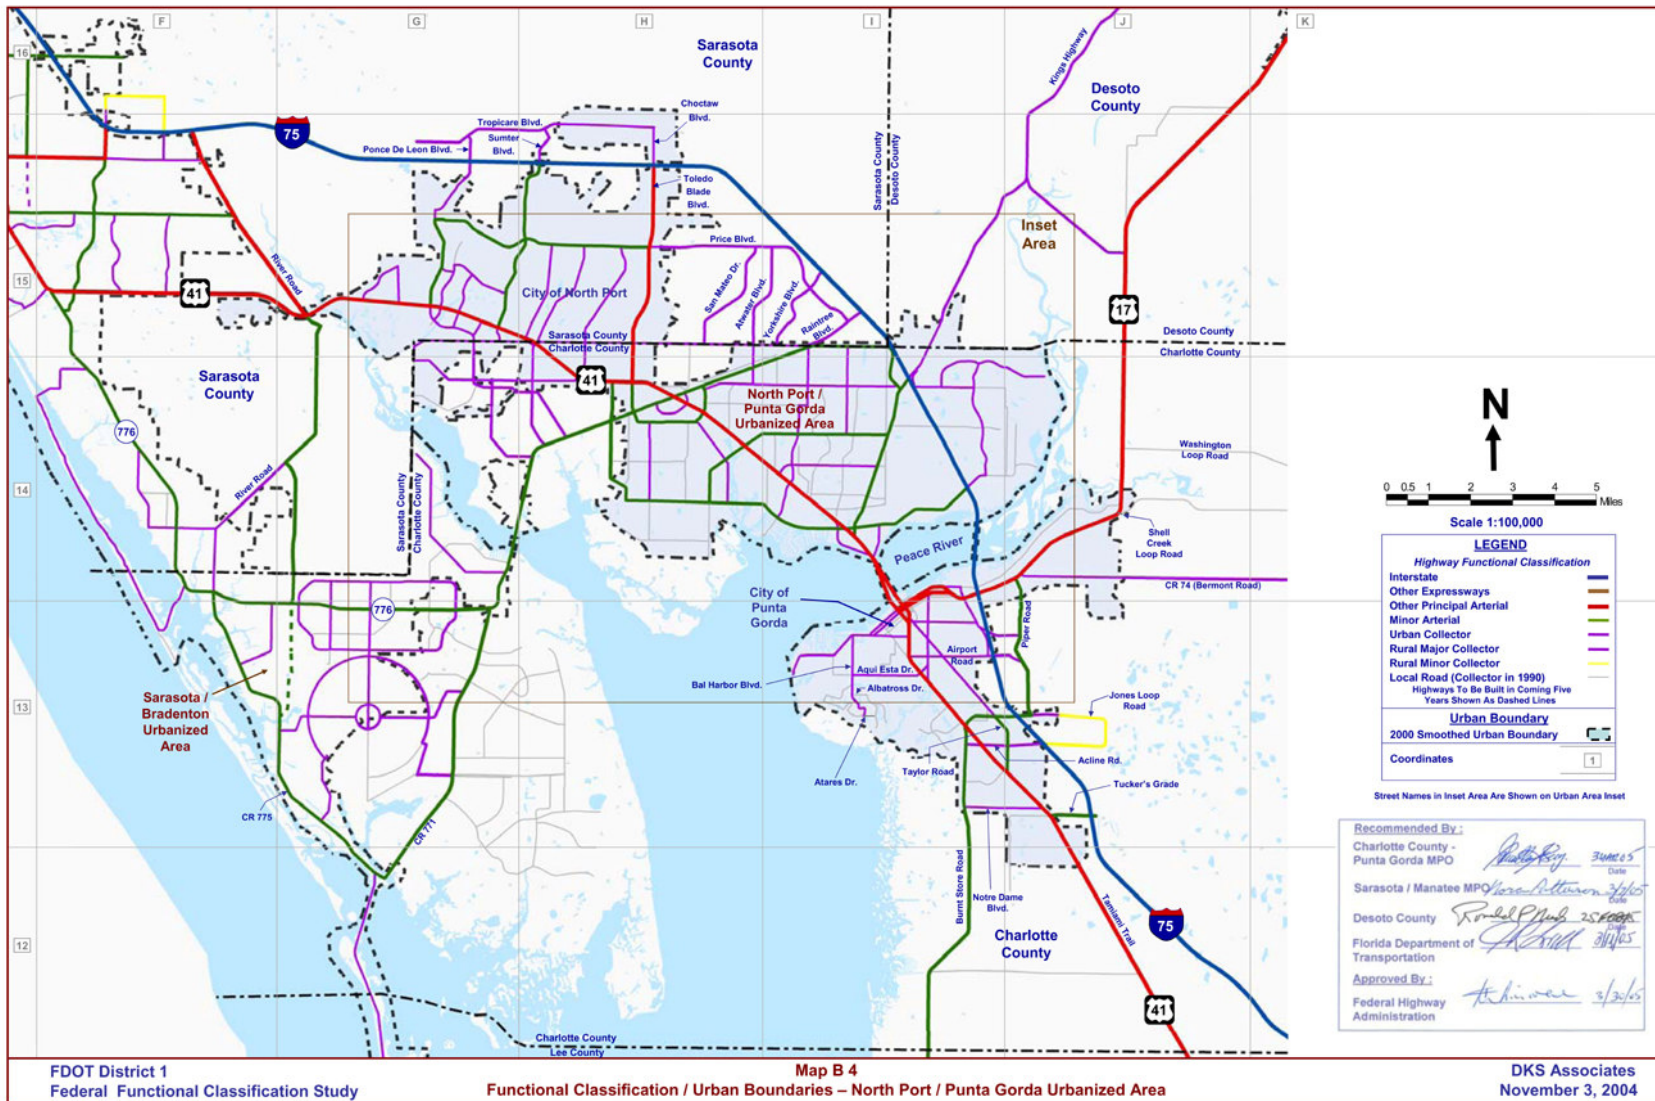 F
G
H
I
J
K
16
15
14
13
12
Sarasota
County
Desoto
County
Kings Highway
75
Tropicare Blvd.
Choctaw
Blvd.
Sumter
Blvd.
Ponce De Leon Blvd.
Toledo
Blade
Blvd.
Sarasota County
Desoto County
Inset
Area
Price Blvd.
River Road
41
City of North Port
San Mateo Dr.
Atwater Blvd.
Yorkshire Blvd.
Raintree
Blvd.
17
Sarasota County
Charlotte County
Desoto County
Charlotte County
Sarasota
County
41
North Port /
Punta Gorda
Urbanized Area
776
River Road
Sarasota County
Charlotte County
Washington
Loop Road
Shell
Creek
Loop Road
Peace River
CR 74 (Bermont Road)
776
City of
Punta
Gorda
Piper Road
Airport
Road
Aqui Esta Dr.
Bal Harbor Blvd.
Albatross Dr.
Jones Loop
Road
Sarasota /
Bradenton
Urbanized
Area
Atares Dr.
Taylor Road
Acline Rd.
Tucker's Grade
CR 775
CR 771
Burnt Store Road
Notre Dame
Blvd.
Tamiami Trail
75
Charlotte
County
41
Charlotte County
Lee County
N
0 0.5 1 2 3 4 5
Miles
Scale 1:100,000
LEGEND
Highway Functional Classification
Interstate
Other Expressways
Other Principal Arterial
Minor Arterial
Urban Collector
Rural Major Collector
Rural Minor Collector
Local Road (Collector in 1990)
Highways To Be Built in Coming Five
Years Shown As Dashed Lines
Urban Boundary
2000 Smoothed Urban Boundary
Coordinates 1
Street Names in Inset Area Are Shown on Urban Area Inset
Recommended By :
Charlotte County -
Punta Gorda MPO
Date
Sarasota / Manatee MPO
Date
Desoto County
Date
Florida Department of
Transportation
Approved By :
Federal Highway
Administration
3/30/05
FDOT District 1
Federal Functional Classification Study
Map B 4
Functional Classification / Urban Boundaries – North Port / Punta Gorda Urbanized Area
DKS Associates
November 3, 2004